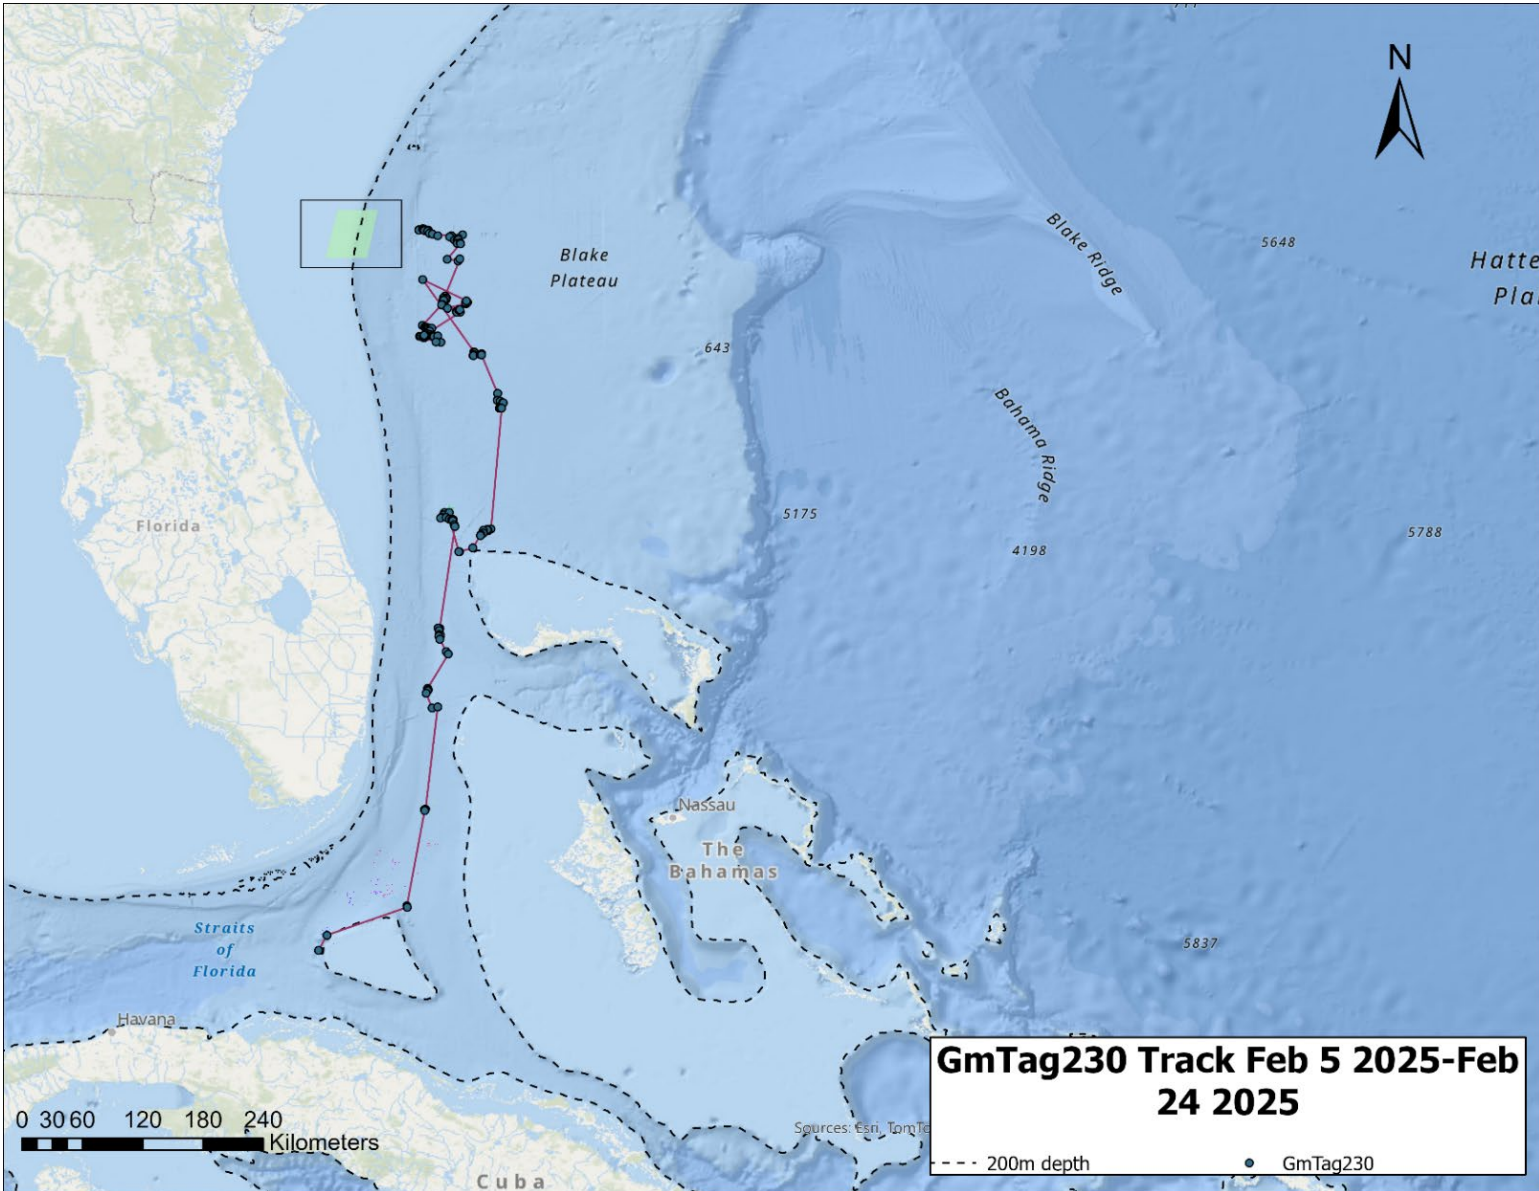 N
Blake
Plateau
Blake Ridge
5648
Hatte
Pla
643
Bahama Ridge
5175
5788
4198
Florida
Nassau
The
Bahamas
Straits
of
Florida
5837
Havana
0 30 60 120 180 240
Kilometers
Cuba
Sources: Esri, TomTo
GmTag230 Track Feb 5 2025-Feb
24 2025
200m depth
GmTag230